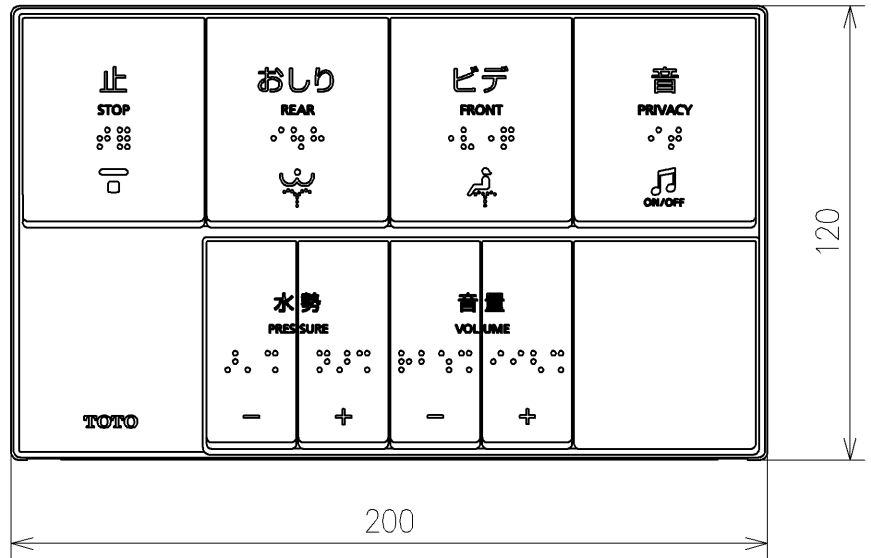 止
STOP
おしり
REAR
ビデ
FRONT
音
PRIVACY
ON/OFF
水勢
PRESSURE
− +
音量
VOLUME
− +
TOTO
120
200